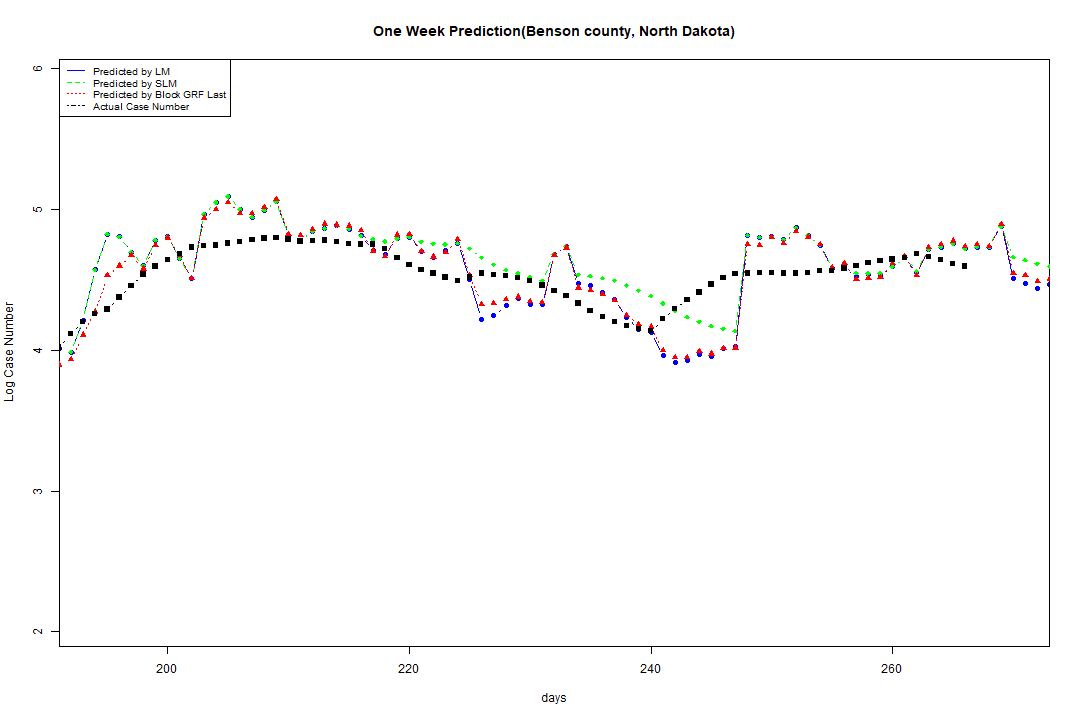 One Week Prediction(Benson county, North Dakota)
Predicted by LM
Predicted by SLM
Predicted by Block GRF Last
Actual Case Number
6
5
4
3
2
Log Case Number
200
220
240
260
days